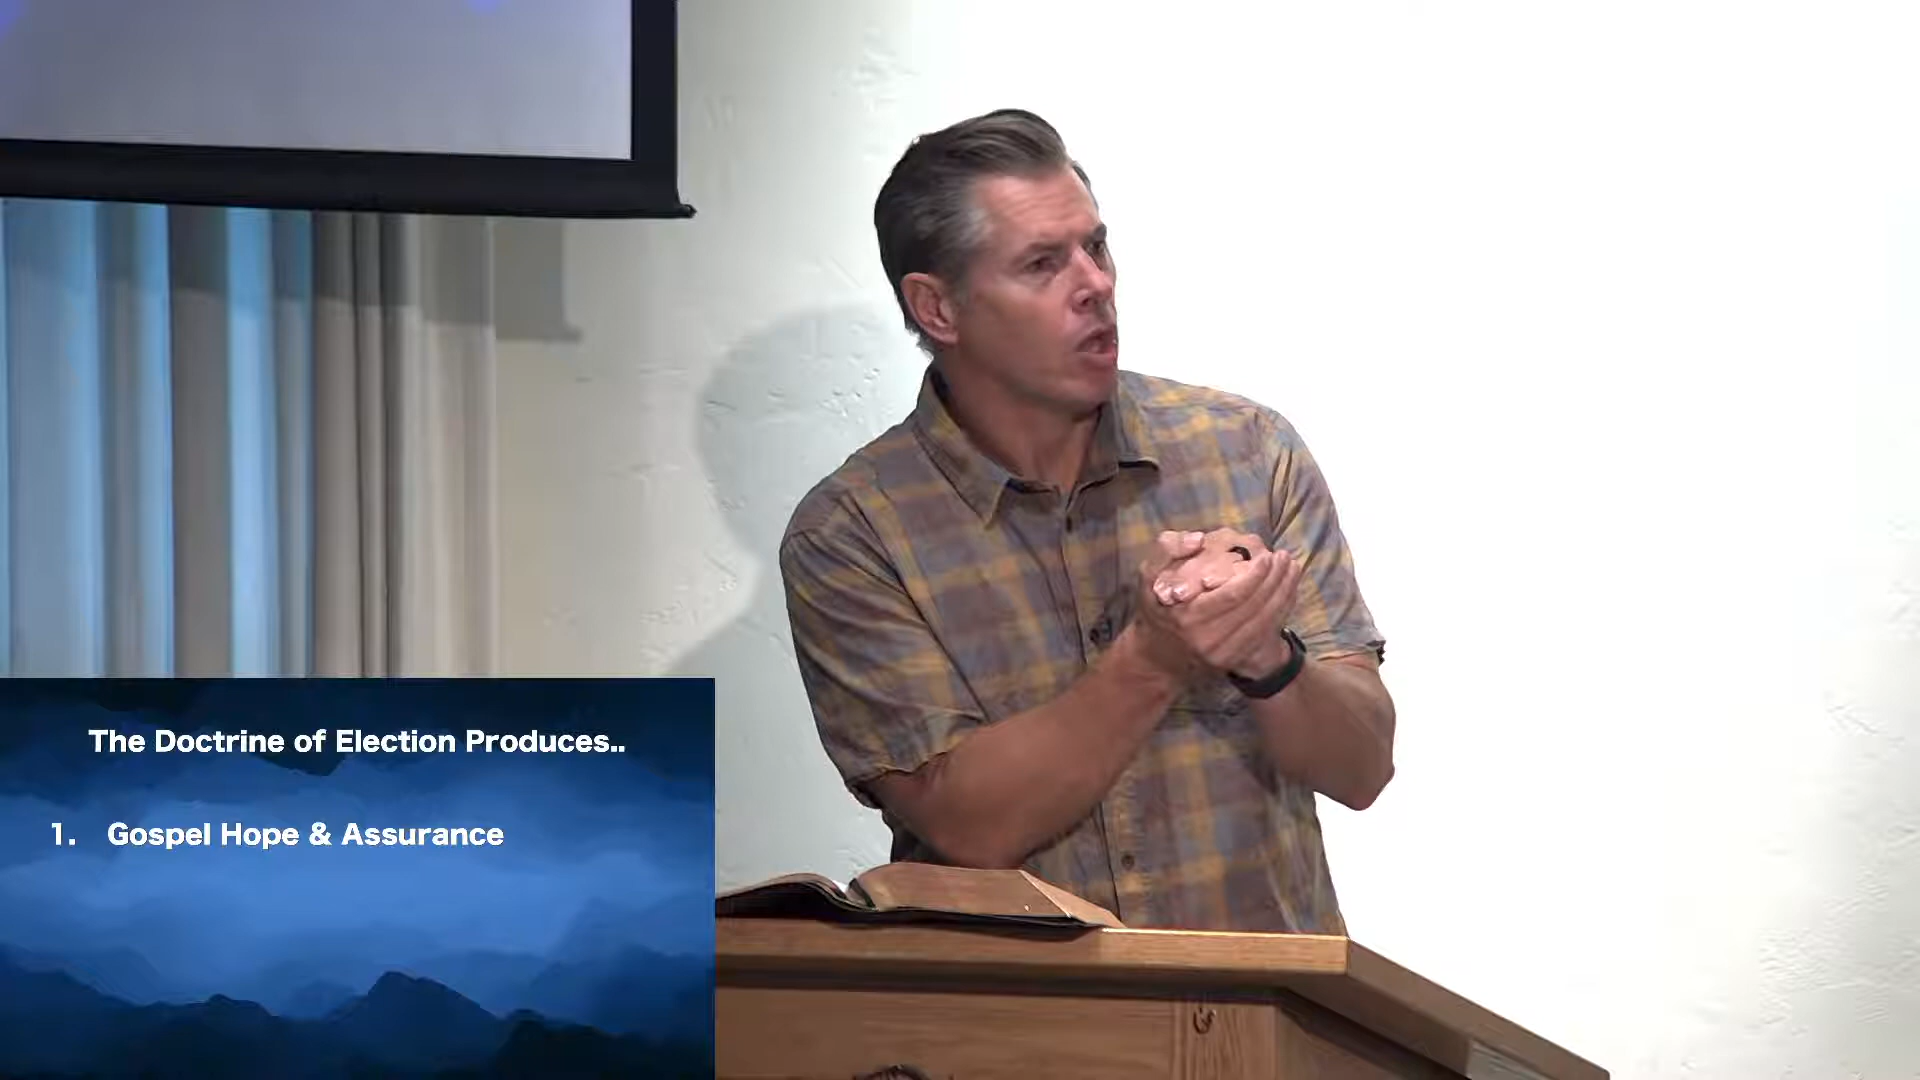 The Doctrine of Election Produces..
1. Gospel Hope & Assurance